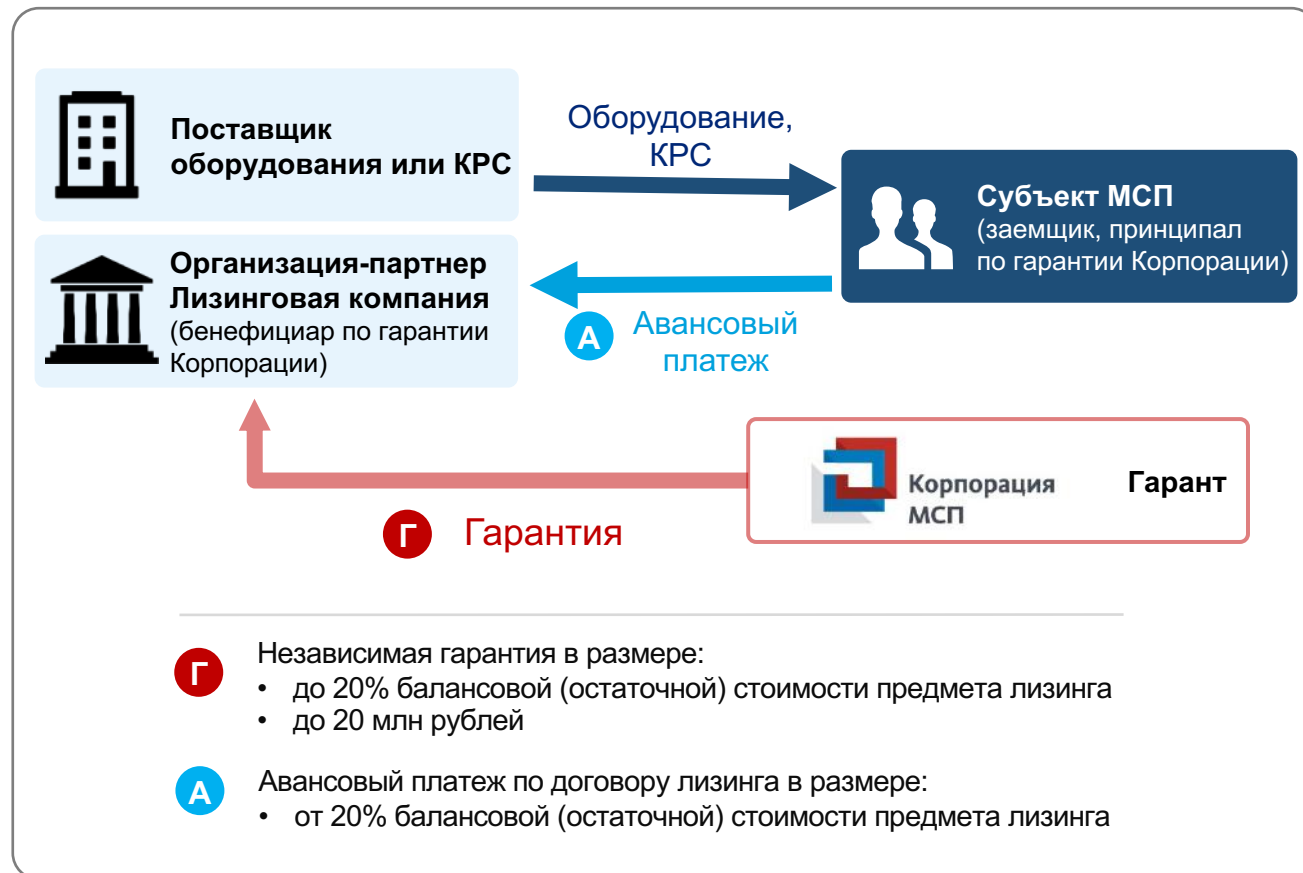 Поставщик
оборудования или КРС
Оборудование,
КРС
Субъект МСП
(заемщик, принципал
по гарантии Корпорации)
Организация-партнер
Лизинговая компания
(бенефициар по гарантии
Корпорации)
А
Авансовый
платеж
Корпорация
МСП
Гарант
Г
Гарантия
Г
Независимая гарантия в размере:
• до 20% балансовой (остаточной) стоимости предмета лизинга
• до 20 млн рублей
А
Авансовый платеж по договору лизинга в размере:
• от 20% балансовой (остаточной) стоимости предмета лизинга